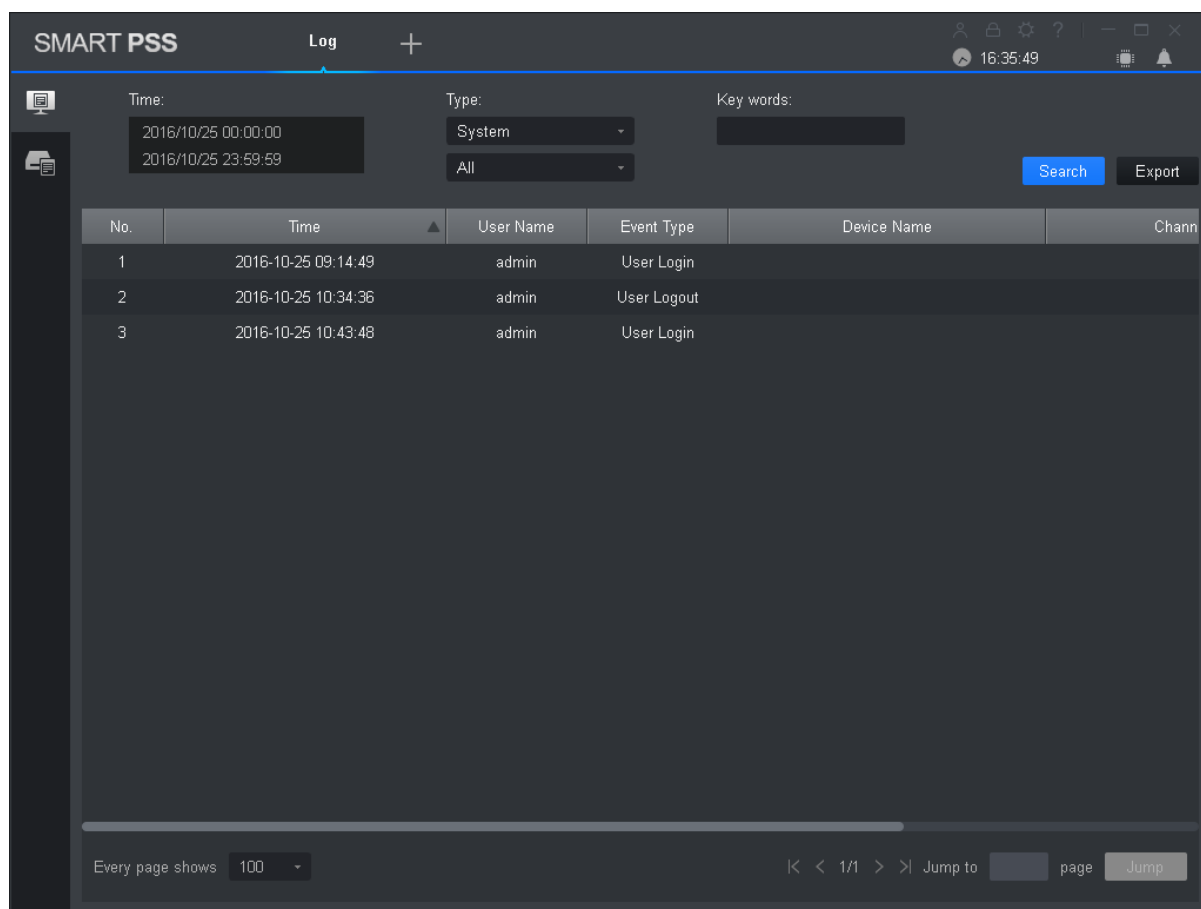 SMART PSS Log + ?
16:35:49
Time: Type: Key words:
2016/10/25 00:00:00 System
2016/10/25 23:59:59 All
Search Export
No. Time User Name Event Type Device Name Chann
1 2016-10-25 09:14:49 admin User Login
2 2016-10-25 10:34:36 admin User Logout
3 2016-10-25 10:43:48 admin User Login
Every page shows 100 1/1 Jump to page Jump